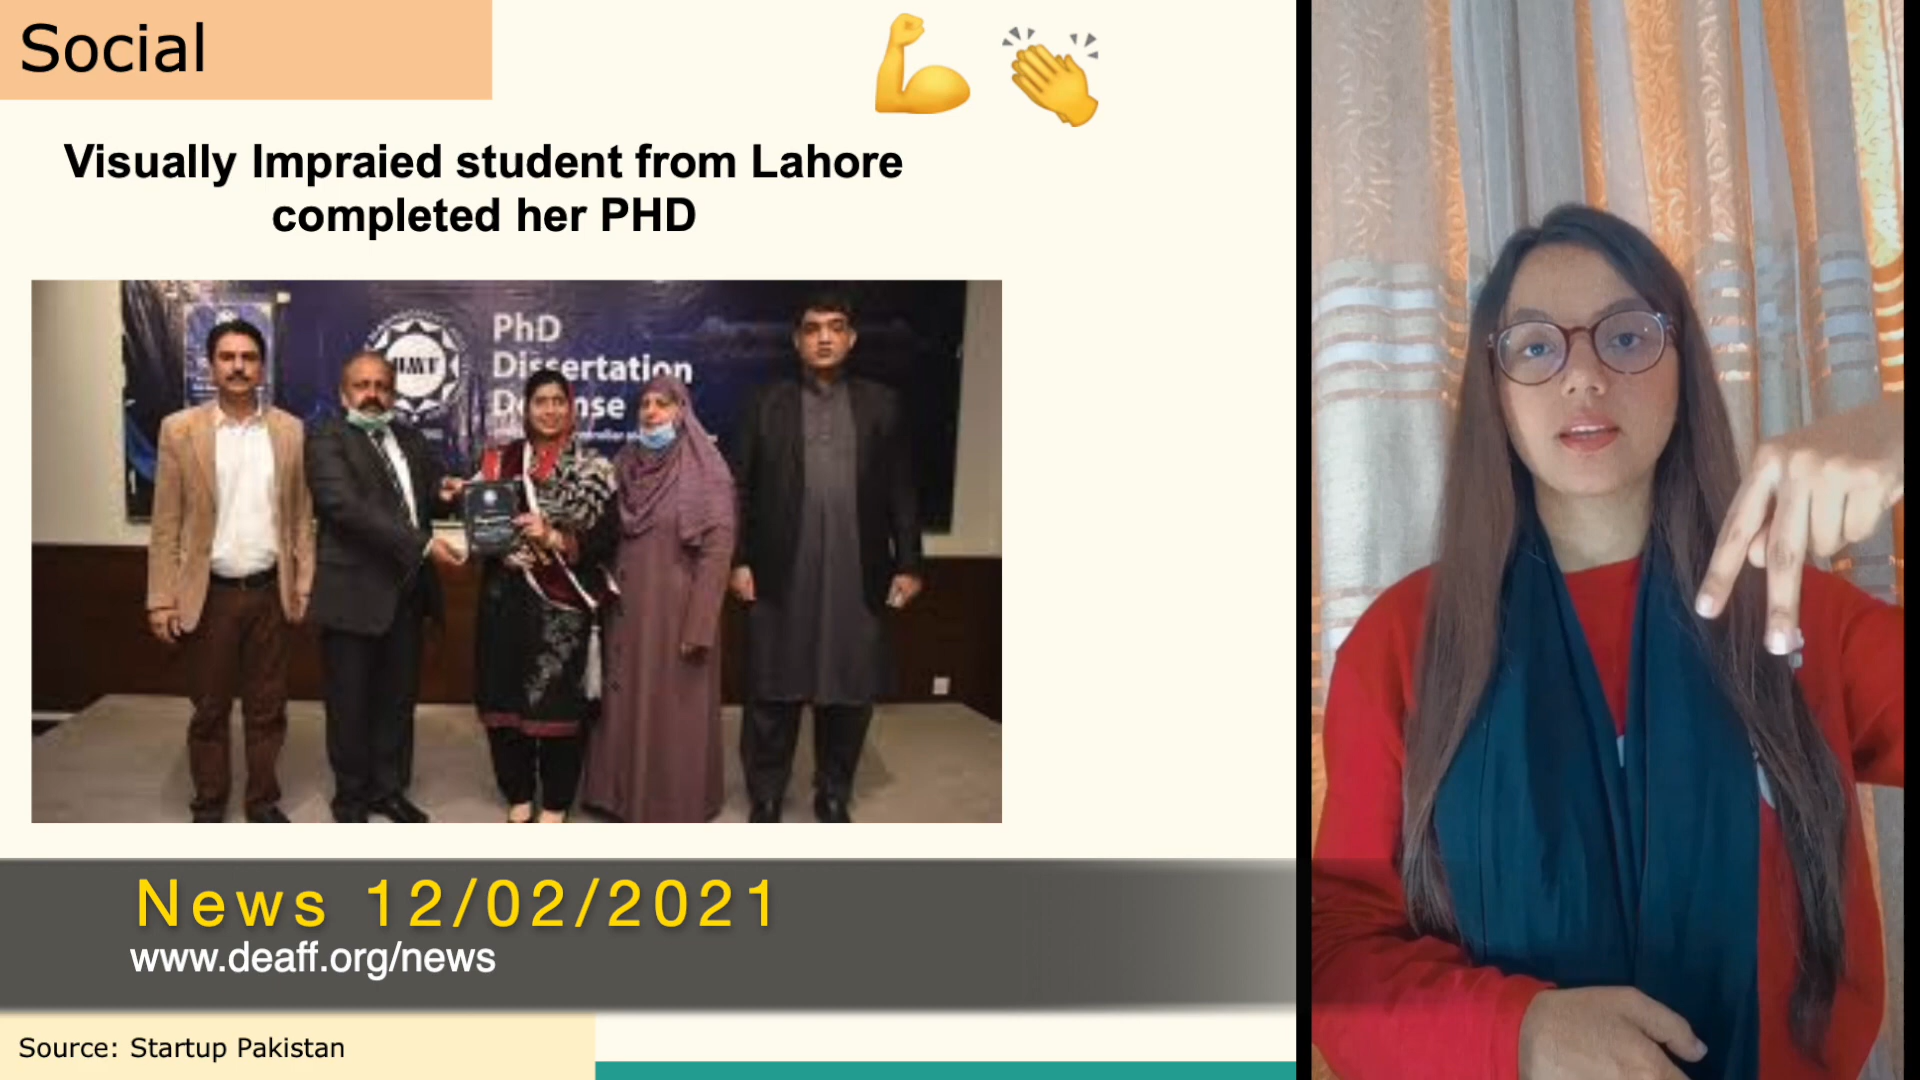 Social
Visually Impraied student from Lahore
completed her PHD
PhD
Dissertation
News 12/02/2021
www.deaff.org/news
Source: Startup Pakistan